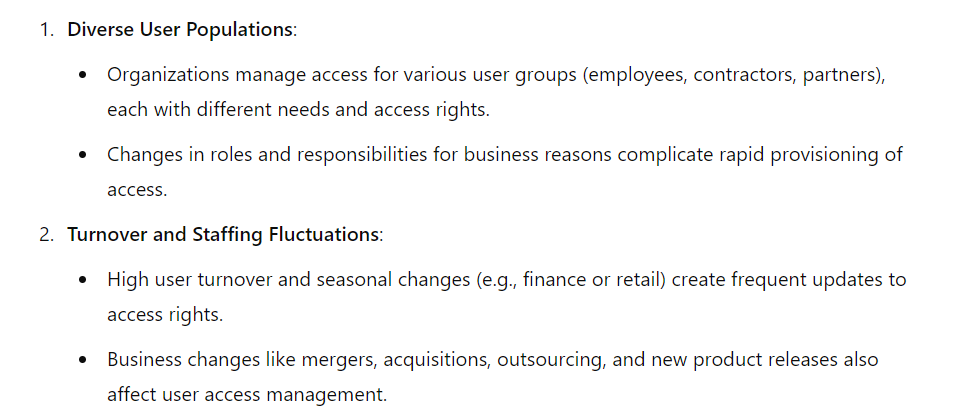 1. Diverse User Populations:
• Organizations manage access for various user groups (employees, contractors, partners),
each with different needs and access rights.
• Changes in roles and responsibilities for business reasons complicate rapid provisioning of
access.
2. Turnover and Staffing Fluctuations:
• High user turnover and seasonal changes (e.g., finance or retail) create frequent updates to
access rights.
• Business changes like mergers, acquisitions, outsourcing, and new product releases also
affect user access management.